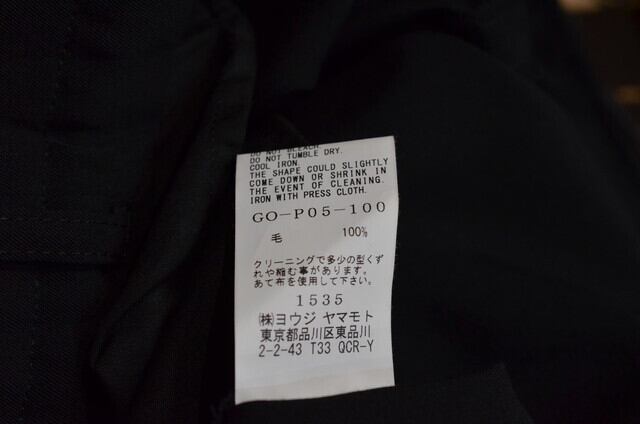 DO NOT BLEACH.
DO NOT TUMBLE DRY.
COOL IRON.
THE SHAPE COULD SLIGHTLY
COME DOWN OR SHRINK IN
THE EVENT OF CLEANING.
IRON WITH PRESS CLOTH.
GO-P05-100
毛 100%
クリーニングで多少の型くず
れや縮む事があります。
あて布を使用して下さい。
1535
㈱ヨウジ ヤマモト
東京都品川区東品川
2-2-43 T33 QCR-Y